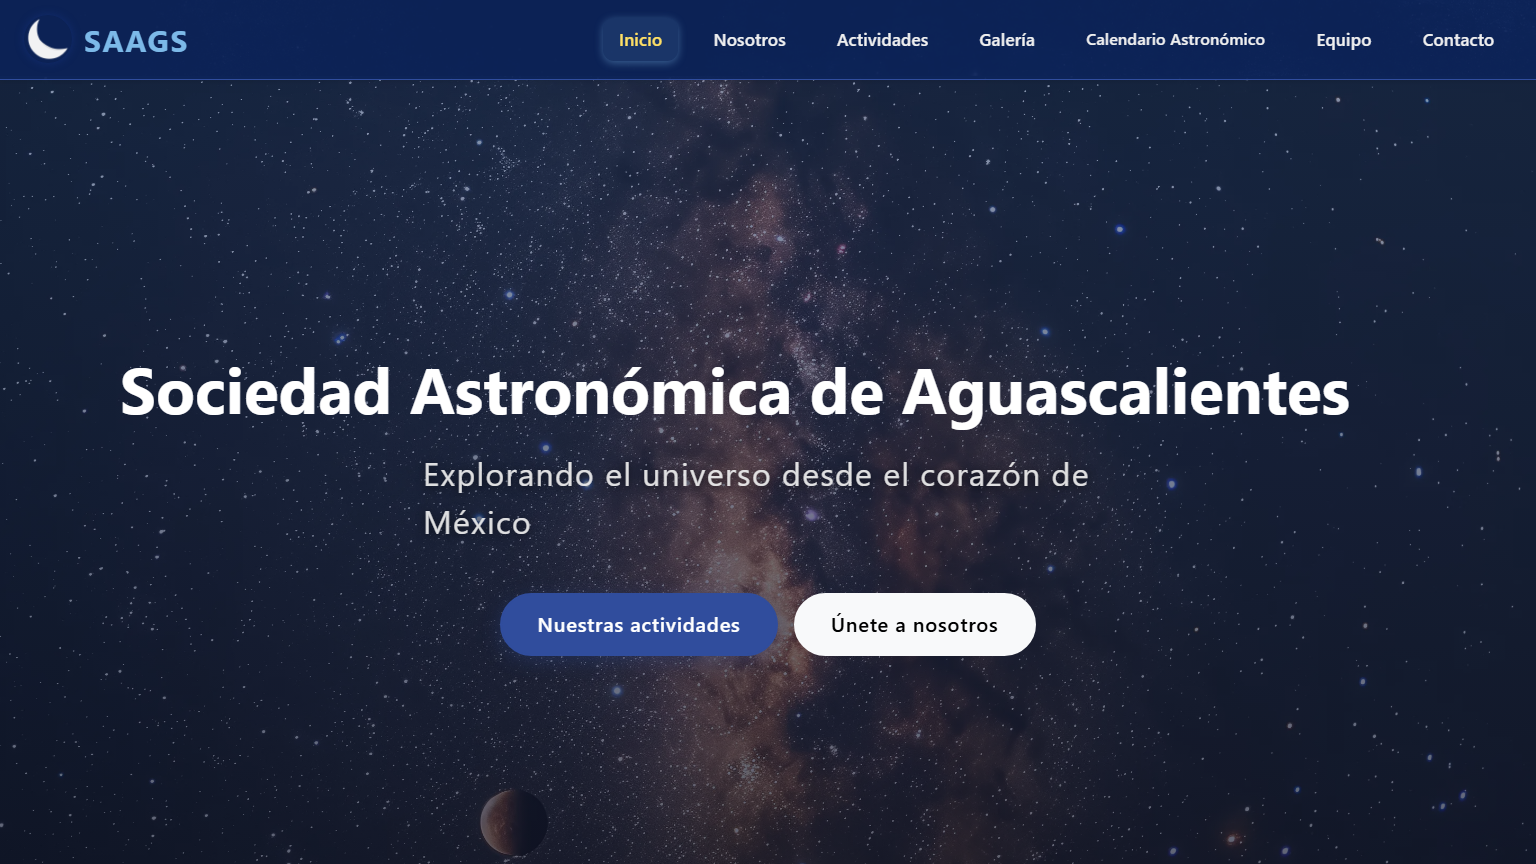 SAAGS
Inicio
Nosotros
Actividades
Galería
Calendario Astronómico
Equipo
Contacto
Sociedad Astronómica de Aguascalientes
Explorando el universo desde el corazón de
México
Nuestras actividades
Únete a nosotros